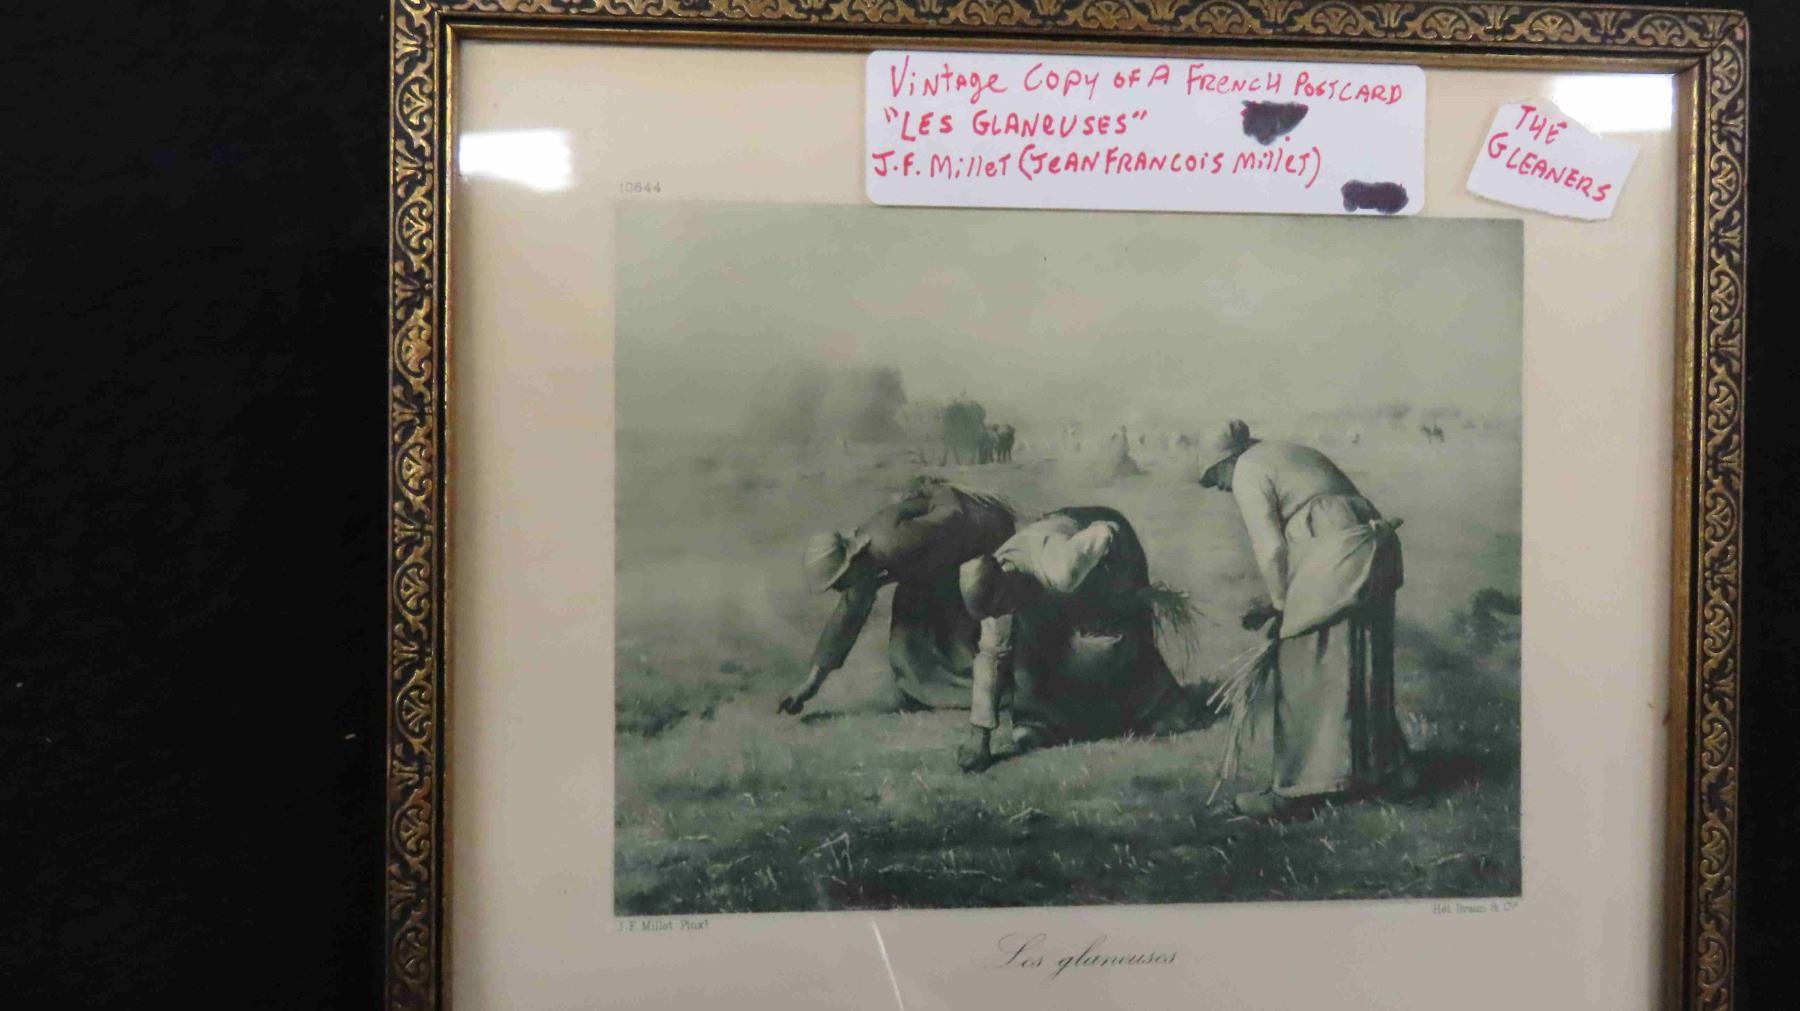 Vintage Copy of A French Postcard
"Les Glaneuses"
J.F. Millet (Jean Francois Millet)
THE
GLEANERS
10644
J. F. Millet Pinxt
Hél. Braun & Cie
Les glaneuses